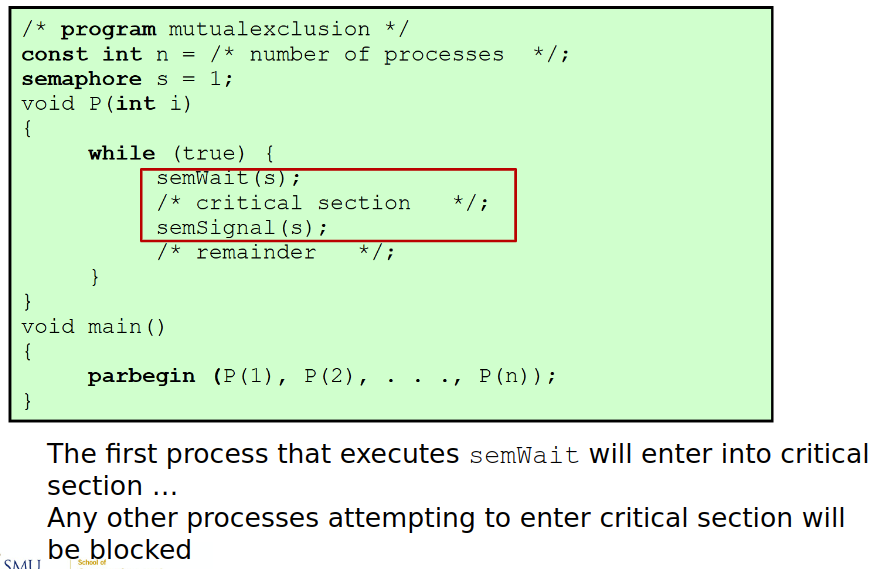 /* program mutualexclusion */
const int n = /* number of processes */;
semaphore s = 1;
void P(int i)
{
while (true) {
semWait(s);
/* critical section */;
semSignal(s);
/* remainder */;
}
}
void main()
{
parbegin (P(1), P(2), . . ., P(n));
}
The first process that executes semWait will enter into critical
section …
Any other processes attempting to enter critical section will
be blocked
SMU
School of